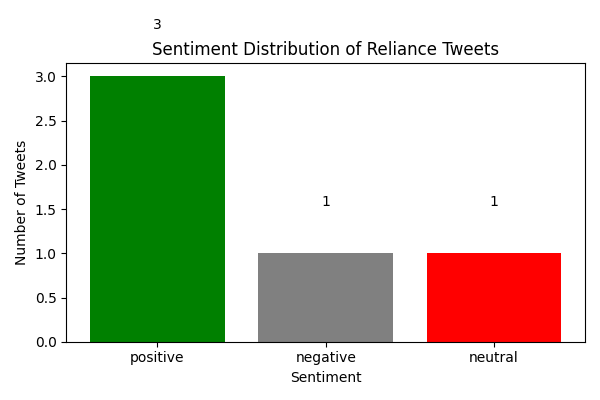 3
Sentiment Distribution of Reliance Tweets
3.0
2.5
2.0
1.5
1.0
0.5
0.0
Number of Tweets
1
1
positive
negative
neutral
Sentiment